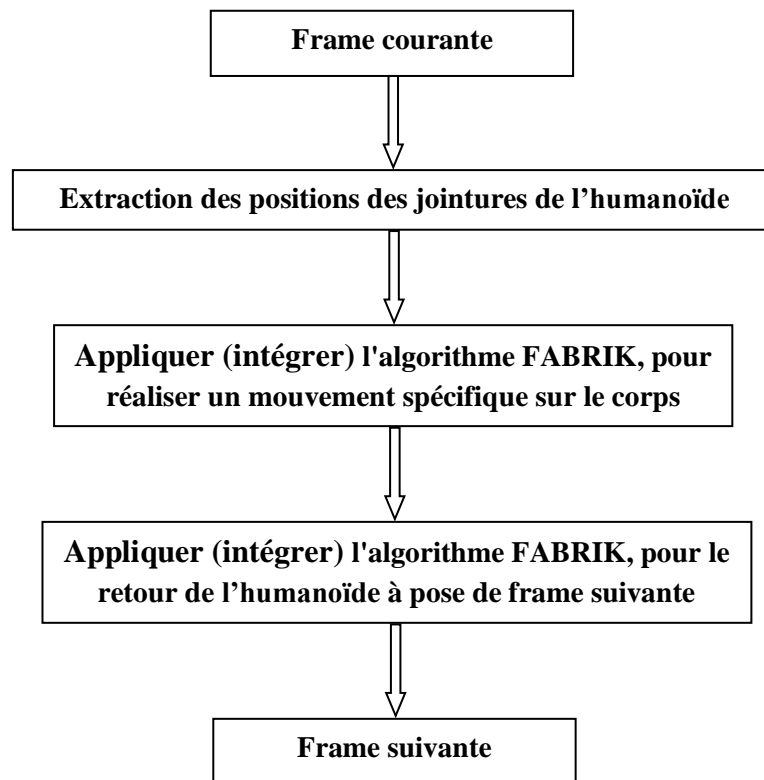 Frame courante
Extraction des positions des jointures de l’humanoïde
Appliquer (intégrer) l'algorithme FABRIK, pour
réaliser un mouvement spécifique sur le corps
Appliquer (intégrer) l'algorithme FABRIK, pour le
retour de l’humanoïde à pose de frame suivante
Frame suivante